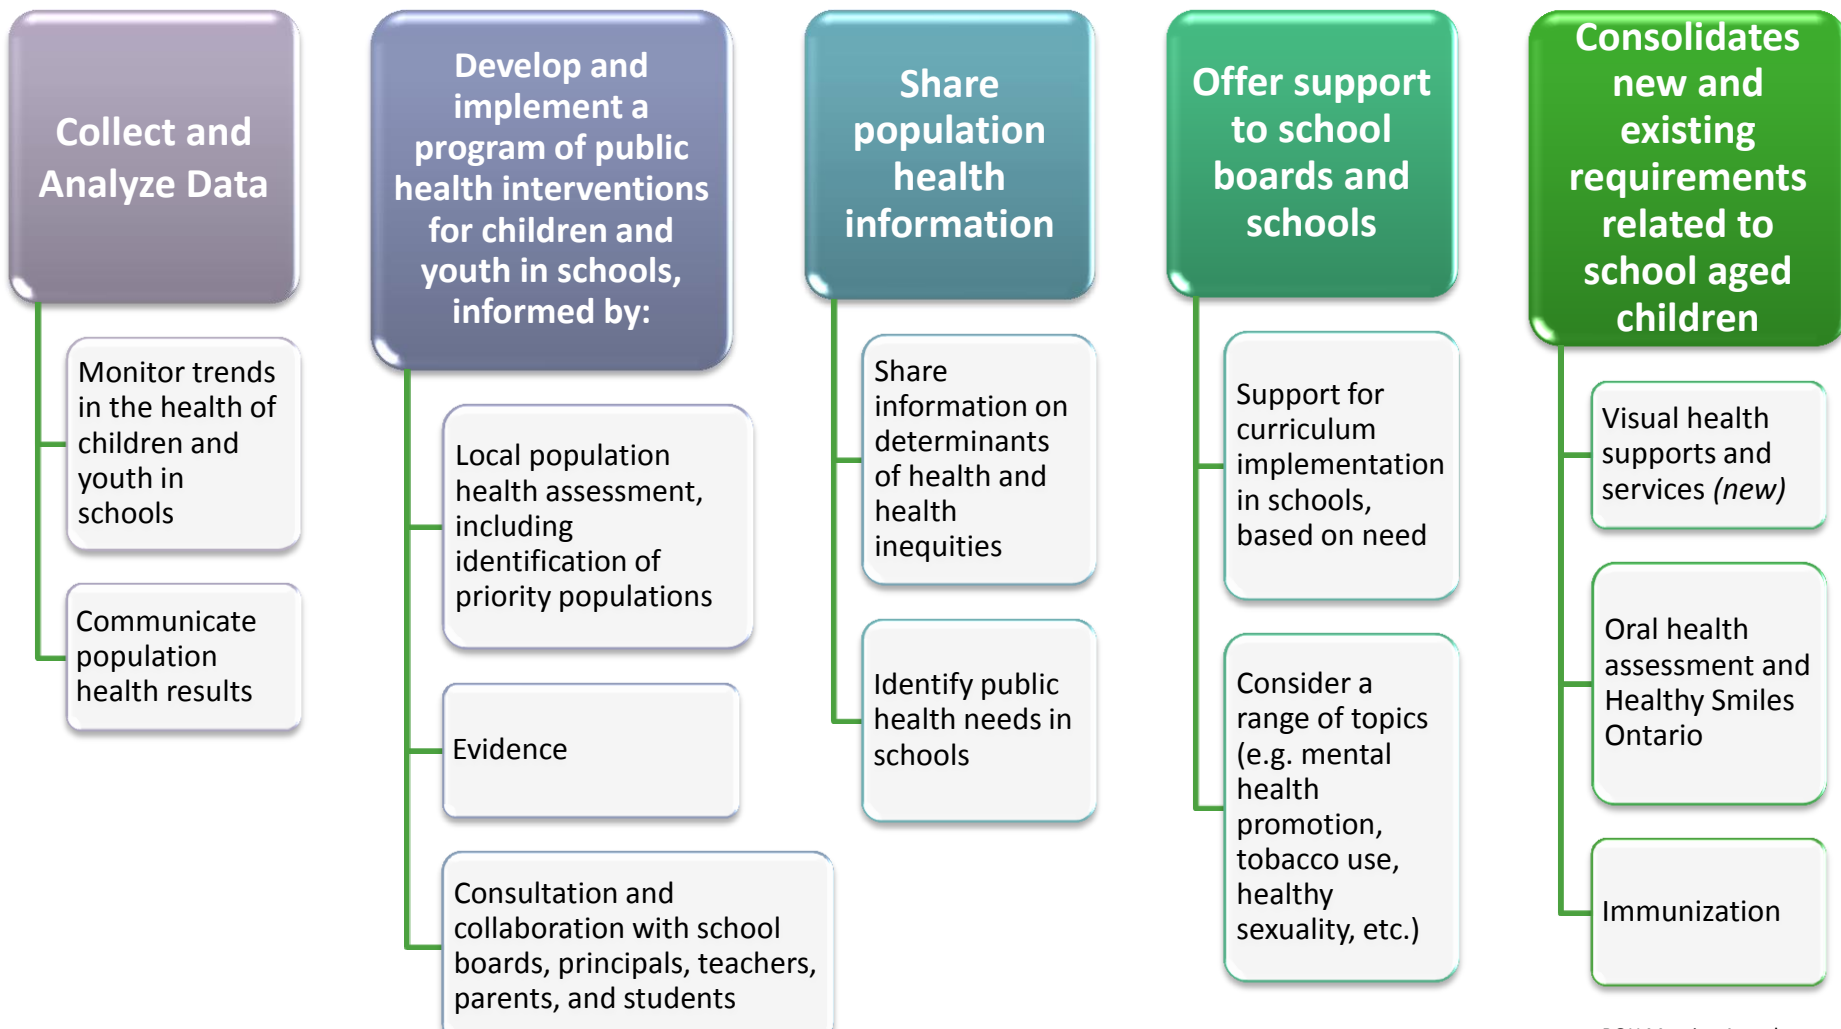 Collect and
Analyze Data
Monitor trends
in the health of
children and
youth in
schools
Communicate
population
health results
Develop and
implement a
program of public
health interventions
for children and
youth in schools,
informed by:
Local population
health assessment,
including
identification of
priority populations
Evidence
Consultation and
collaboration with school
boards, principals, teachers,
parents, and students
Share
population
health
information
Share
information on
determinants
of health and
health
inequities
Identify public
health needs in
schools
Offer support
to school
boards and
schools
Support for
curriculum
implementation
in schools,
based on need
Consider a
range of topics
(e.g. mental
health
promotion,
tobacco use,
healthy
sexuality, etc.)
Consolidates
new and
existing
requirements
related to
school aged
children
Visual health
supports and
services (new)
Oral health
assessment and
Healthy Smiles
Ontario
Immunization